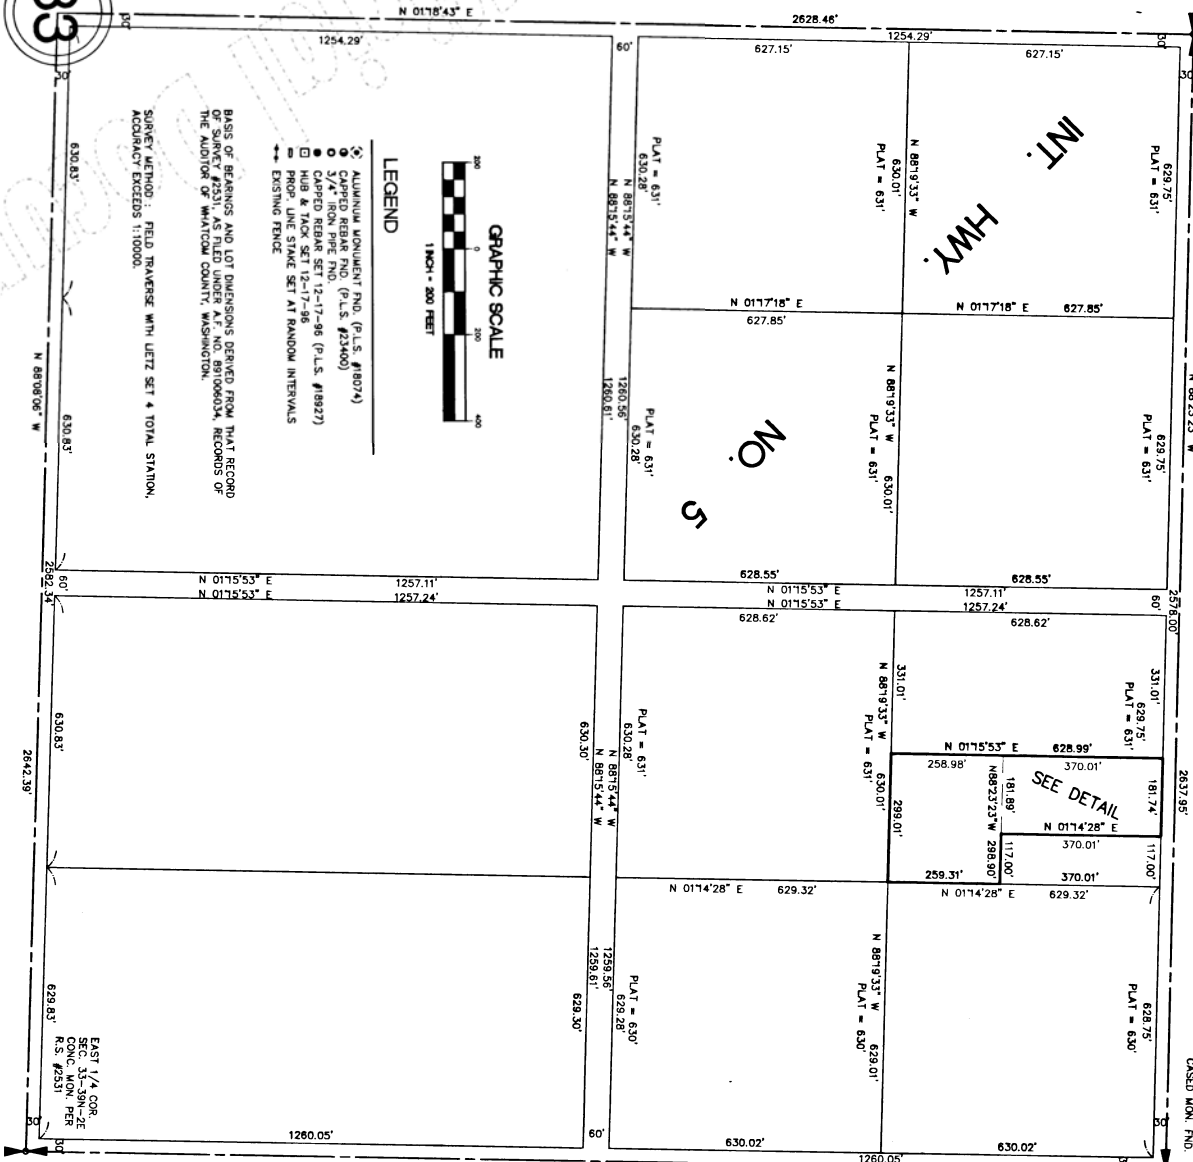 33
N 01°18'43" E
2628.46'
30'
30'
1254.29'
60'
627.15'
1254.29'
627.15'
30'
30'
INT.
HWY.
NO.
5
629.75'
PLAT = 631'
N 88°19'33" W
630.01'
PLAT = 631'
PLAT = 631'
630.28'
N 88°15'44" W
N 88°15'44" W
N 01°17'18" E
627.85'
N 01°17'18" E
627.85'
N 88°23'23" W
629.75'
PLAT = 631'
N 88°19'33" W 630.01'
PLAT = 631'
PLAT = 631'
630.28'
1260.56'
1260.61'
GRAPHIC SCALE
200 0 200 400
1 INCH = 200 FEET
LEGEND
ALUMINUM MONUMENT FND. (P.L.S. #18074)
CAPPED REBAR FND. (P.L.S. #23400)
3/4" IRON PIPE FND.
CAPPED REBAR SET 12-17-96 (P.L.S. #18927)
HUB & TACK SET 12-17-96
PROP. LINE STAKE SET AT RANDOM INTERVALS
EXISTING FENCE
BASIS OF BEARINGS AND LOT DIMENSIONS DERIVED FROM THAT RECORD
OF SURVEY #2531, AS FILED UNDER A.F. NO. 891006034, RECORDS OF
THE AUDITOR OF WHATCOM COUNTY, WASHINGTON.
SURVEY METHOD : FIELD TRAVERSE WITH LIETZ SET 4 TOTAL STATION,
ACCURACY EXCEEDS 1:10000.
630.83'
630.83'
N 88°08'06" W
2582.34'
60'
N 01°15'53" E
1257.11'
N 01°15'53" E
1257.24'
628.55'
628.55'
N 01°15'53" E
1257.11'
N 01°15'53" E
1257.24'
60'
2578.00'
628.62'
628.62'
331.01'
629.75'
PLAT = 631'
331.01'
N 88°19'33" W
630.01'
PLAT = 631'
N 01°15'53" E
628.99'
258.98'
370.01'
SEE DETAIL
181.74'
181.89'
N88°23'23"W 298.90'
N 01°14'28" E
370.01'
117.00'
117.00'
299.01'
259.31'
370.01'
2637.95'
PLAT = 631'
630.28'
N 88°15'44" W
N 88°15'44" W
630.30'
630.83'
2642.39'
N 01°14'28" E
629.32'
N 01°14'28" E
629.32'
N 88°19'33" W
629.01'
PLAT = 630'
628.75'
PLAT = 630'
PLAT = 630'
629.28'
1259.56'
1259.61'
629.30'
629.83'
EAST 1/4 COR.
SEC. 33-39N-2E
CONC. MON. PER
R.S. #2531
CASED MON. FND.
30'
30'
1260.05'
60'
630.02'
1260.05'
630.02'
30'